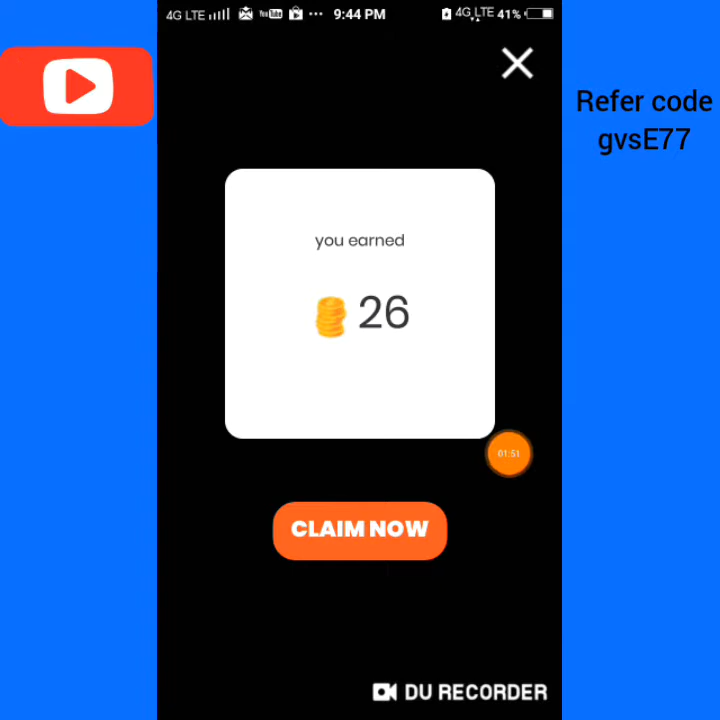 4G LTE YouTube ... 9:44 PM 4G LTE 41%
Refer code
gvsE77
you earned
26
01:51
CLAIM NOW
DU RECORDER